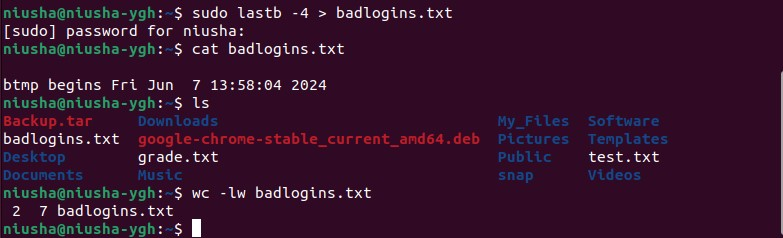 niusha@niusha-ygh:~$ sudo lastb -4 > badlogins.txt
[sudo] password for niusha:
niusha@niusha-ygh:~$ cat badlogins.txt

btmp begins Fri Jun  7 13:58:04 2024
niusha@niusha-ygh:~$ ls
Backup.tar     Downloads                                My_Files  Software
badlogins.txt  google-chrome-stable_current_amd64.deb  Pictures  Templates
Desktop        grade.txt                               Public    test.txt
Documents      Music                                   snap      Videos
niusha@niusha-ygh:~$ wc -lw badlogins.txt
 2  7 badlogins.txt
niusha@niusha-ygh:~$